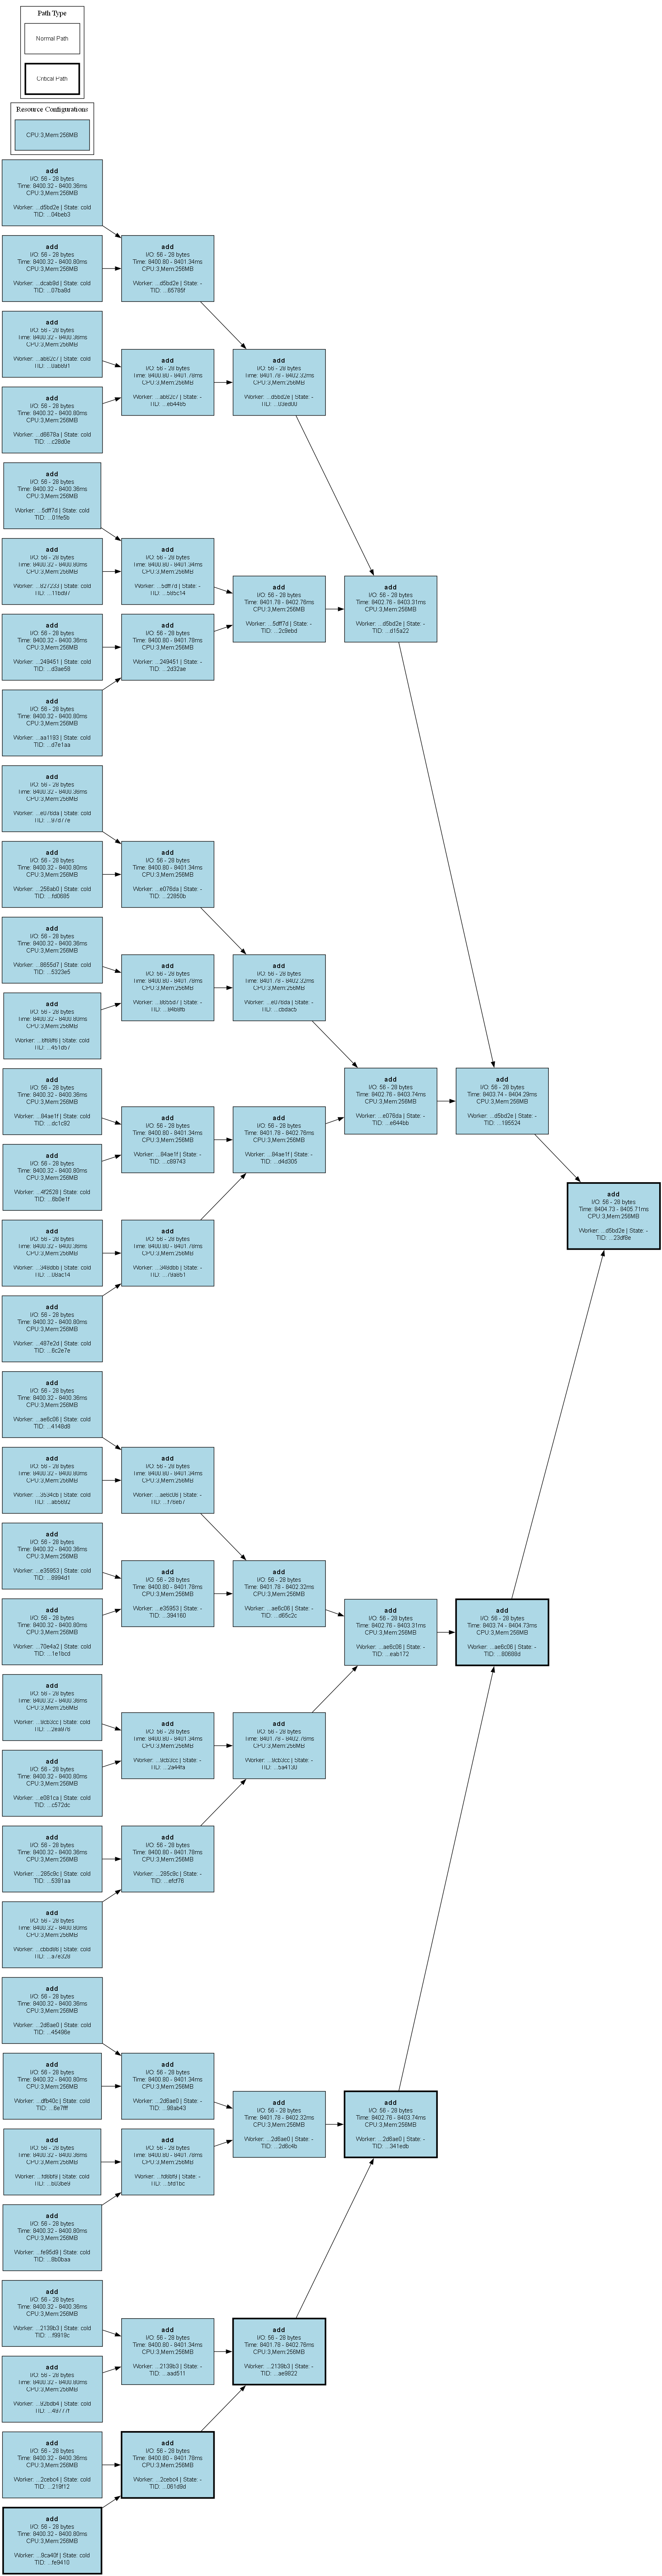 Path Type
Normal Path
Critical Path
Resource Configurations
CPU:3,Mem:256MB
add
I/O: 56 - 28 bytes
Time: 8400.32 - 8400.36ms
CPU:3,Mem:256MB
Worker: ...d5bd2e | State: cold
TID: ...04beb3
add
I/O: 56 - 28 bytes
Time: 8400.32 - 8400.80ms
CPU:3,Mem:256MB
Worker: ...dcab9d | State: cold
TID: ...07ba8d
add
I/O: 56 - 28 bytes
Time: 8400.32 - 8400.36ms
CPU:3,Mem:256MB
Worker: ...ab82c7 | State: cold
TID:
add
I/O: 56 - 28 bytes
Time: 8400.32 - 8400.80ms
CPU:3,Mem:256MB
Worker: ...d6678a | State: cold
TID: ...c28d0e
add
I/O: 56 - 28 bytes
Time: 8400.32 - 8400.36ms
CPU:3,Mem:256MB
Worker: ...5dff7d | State: cold
TID: ...01fe5b
add
I/O: 56 - 28 bytes
Time: 8400.32 - 8400.80ms
CPU:3,Mem:256MB
Worker: ...827233 | State: cold
TID: ...11bd97
add
I/O: 56 - 28 bytes
Time: 8400.32 - 8400.36ms
CPU:3,Mem:256MB
Worker: ...249451 | State: cold
TID: ...d3ae58
add
I/O: 56 - 28 bytes
Time: 8400.32 - 8400.80ms
CPU:3,Mem:256MB
Worker: ...aa1193 | State: cold
TID: ...d7e1aa
add
I/O: 56 - 28 bytes
Time: 8400.32 - 8400.36ms
CPU:3,Mem:256MB
Worker: ...e076da | State: cold
TID: ...97d77e
add
I/O: 56 - 28 bytes
Time: 8400.32 - 8400.80ms
CPU:3,Mem:256MB
Worker: ...256ab0 | State: cold
TID: ...fd0685
add
I/O: 56 - 28 bytes
Time: 8400.32 - 8400.36ms
CPU:3,Mem:256MB
Worker: ...8655d7 | State: cold
TID: ...5323e5
add
I/O: 56 - 28 bytes
Time: 8400.32 - 8400.80ms
CPU:3,Mem:256MB
Worker: | State: cold
TID: ...451db7
add
I/O: 56 - 28 bytes
Time: 8400.32 - 8400.36ms
CPU:3,Mem:256MB
Worker: ...84ae1f | State: cold
TID: ...dc1c82
add
I/O: 56 - 28 bytes
Time: 8400.32 - 8400.80ms
CPU:3,Mem:256MB
Worker: ...4f2528 | State: cold
TID: ...6b0e1f
add
I/O: 56 - 28 bytes
Time: 8400.32 - 8400.36ms
CPU:3,Mem:256MB
Worker: ...348dbb | State: cold
TID: ...08ac14
add
I/O: 56 - 28 bytes
Time: 8400.32 - 8400.80ms
CPU:3,Mem:256MB
Worker: ...487e2d | State: cold
TID: ...8c2e7e
add
I/O: 56 - 28 bytes
Time: 8400.32 - 8400.36ms
CPU:3,Mem:256MB
Worker: ...ae6c06 | State: cold
TID: ...4148d8
add
I/O: 56 - 28 bytes
Time: 8400.32 - 8400.80ms
CPU:3,Mem:256MB
Worker: ...3534cb | State: cold
TID:
add
I/O: 56 - 28 bytes
Time: 8400.32 - 8400.36ms
CPU:3,Mem:256MB
Worker: ...e35953 | State: cold
TID: ...8994d1
add
I/O: 56 - 28 bytes
Time: 8400.32 - 8400.80ms
CPU:3,Mem:256MB
Worker: ...70e4a2 | State: cold
TID: ...1e1bcd
add
I/O: 56 - 28 bytes
Time: 8400.32 - 8400.36ms
CPU:3,Mem:256MB
Worker: ...9cb3cc | State: cold
TID:
add
I/O: 56 - 28 bytes
Time: 8400.32 - 8400.80ms
CPU:3,Mem:256MB
Worker: ...e081ca | State: cold
TID: ...c572dc
add
I/O: 56 - 28 bytes
Time: 8400.32 - 8400.36ms
CPU:3,Mem:256MB
Worker: ...285c9c | State: cold
TID: ...5391aa
add
I/O: 56 - 28 bytes
Time: 8400.32 - 8400.80ms
CPU:3,Mem:256MB
Worker: | State: cold
TID: ...a7e328
add
I/O: 56 - 28 bytes
Time: 8400.32 - 8400.36ms
CPU:3,Mem:256MB
Worker: ...2d6ae0 | State: cold
TID: ...45498e
add
I/O: 56 - 28 bytes
Time: 8400.32 - 8400.80ms
CPU:3,Mem:256MB
Worker: ...dfb40c | State: cold
TID: ...6e7fff
add
I/O: 56 - 28 bytes
Time: 8400.32 - 8400.36ms
CPU:3,Mem:256MB
Worker: | State: cold
TID:
add
I/O: 56 - 28 bytes
Time: 8400.32 - 8400.80ms
CPU:3,Mem:256MB
Worker: ...fe95d9 | State: cold
TID: ...8b0baa
add
I/O: 56 - 28 bytes
Time: 8400.32 - 8400.36ms
CPU:3,Mem:256MB
Worker: ...2139b3 | State: cold
TID: ...f9918c
add
I/O: 56 - 28 bytes
Time: 8400.32 - 8400.80ms
CPU:3,Mem:256MB
Worker: ...82bdb4 | State: cold
TID: ...49777f
add
I/O: 56 - 28 bytes
Time: 8400.32 - 8400.36ms
CPU:3,Mem:256MB
Worker: ...2cebc4 | State: cold
TID: ...219f12
add
I/O: 56 - 28 bytes
Time: 8400.32 - 8400.80ms
CPU:3,Mem:256MB
Worker: ...9ca40f | State: cold
TID: ...fe9410
add
I/O: 56 - 28 bytes
Time: 8400.80 - 8401.34ms
CPU:3,Mem:256MB
Worker: ...d5bd2e | State: -
TID: ...65785f
add
I/O: 56 - 28 bytes
Time: 8400.80 - 8401.78ms
CPU:3,Mem:256MB
Worker: ...ab82c7 | State: -
TID: ...eb4485
add
I/O: 56 - 28 bytes
Time: 8400.80 - 8401.34ms
CPU:3,Mem:256MB
Worker: ...5dff7d | State: -
TID: ...585c14
add
I/O: 56 - 28 bytes
Time: 8400.80 - 8401.78ms
CPU:3,Mem:256MB
Worker: ...249451 | State: -
TID: ...2d32ae
add
I/O: 56 - 28 bytes
Time: 8400.80 - 8401.34ms
CPU:3,Mem:256MB
Worker: ...e076da | State: -
TID: ...22850b
add
I/O: 56 - 28 bytes
Time: 8400.80 - 8401.78ms
CPU:3,Mem:256MB
Worker: ...8655d7 | State: -
TID:
add
I/O: 56 - 28 bytes
Time: 8400.80 - 8401.34ms
CPU:3,Mem:256MB
Worker: ...84ae1f | State: -
TID: ...c89743
add
I/O: 56 - 28 bytes
Time: 8400.80 - 8401.78ms
CPU:3,Mem:256MB
Worker: ...348dbb | State: -
TID:
add
I/O: 56 - 28 bytes
Time: 8400.80 - 8401.34ms
CPU:3,Mem:256MB
Worker: ...ae6c06 | State: -
TID: ...f76eb7
add
I/O: 56 - 28 bytes
Time: 8400.80 - 8401.78ms
CPU:3,Mem:256MB
Worker: ...e35953 | State: -
TID: ...394160
add
I/O: 56 - 28 bytes
Time: 8400.80 - 8401.34ms
CPU:3,Mem:256MB
Worker: ...9cb3cc | State: -
TID: ...2a44fa
add
I/O: 56 - 28 bytes
Time: 8400.80 - 8401.78ms
CPU:3,Mem:256MB
Worker: ...285c9c | State: -
TID: ...efcf76
add
I/O: 56 - 28 bytes
Time: 8400.80 - 8401.34ms
CPU:3,Mem:256MB
Worker: ...2d6ae0 | State: -
TID: ...98ab43
add
I/O: 56 - 28 bytes
Time: 8400.80 - 8401.78ms
CPU:3,Mem:256MB
Worker: | State: -
TID: ...5f81bc
add
I/O: 56 - 28 bytes
Time: 8400.80 - 8401.34ms
CPU:3,Mem:256MB
Worker: ...2139b3 | State: -
TID: ...aad511
add
I/O: 56 - 28 bytes
Time: 8400.80 - 8401.78ms
CPU:3,Mem:256MB
Worker: ...2cebc4 | State: -
TID: ...061d9d
add
I/O: 56 - 28 bytes
Time: 8401.78 - 8402.32ms
CPU:3,Mem:256MB
Worker: ...d5bd2e | State: -
TID: ...03ed00
add
I/O: 56 - 28 bytes
Time: 8401.78 - 8402.76ms
CPU:3,Mem:256MB
Worker: ...5dff7d | State: -
TID: ...2c9ebd
add
I/O: 56 - 28 bytes
Time: 8401.78 - 8402.32ms
CPU:3,Mem:256MB
Worker: ...e076da | State: -
TID: ...cbdac5
add
I/O: 56 - 28 bytes
Time: 8401.78 - 8402.76ms
CPU:3,Mem:256MB
Worker: ...84ae1f | State: -
TID: ...d4d305
add
I/O: 56 - 28 bytes
Time: 8401.78 - 8402.32ms
CPU:3,Mem:256MB
Worker: ...ae6c06 | State: -
TID: ...d65c2c
add
I/O: 56 - 28 bytes
Time: 8401.78 - 8402.76ms
CPU:3,Mem:256MB
Worker: ...9cb3cc | State: -
TID: ...5a4130
add
I/O: 56 - 28 bytes
Time: 8401.78 - 8402.32ms
CPU:3,Mem:256MB
Worker: ...2d6ae0 | State: -
TID: ...2d6c4b
add
I/O: 56 - 28 bytes
Time: 8401.78 - 8402.76ms
CPU:3,Mem:256MB
Worker: ...2139b3 | State: -
TID: ...ae9822
add
I/O: 56 - 28 bytes
Time: 8402.76 - 8403.31ms
CPU:3,Mem:256MB
Worker: ...d5bd2e | State: -
TID: ...d15a22
add
I/O: 56 - 28 bytes
Time: 8402.76 - 8403.74ms
CPU:3,Mem:256MB
Worker: ...e076da | State: -
TID: ...e644bb
add
I/O: 56 - 28 bytes
Time: 8402.76 - 8403.31ms
CPU:3,Mem:256MB
Worker: ...ae6c06 | State: -
TID: ...eab172
add
I/O: 56 - 28 bytes
Time: 8402.76 - 8403.74ms
CPU:3,Mem:256MB
Worker: ...2d6ae0 | State: -
TID: ...341edb
add
I/O: 56 - 28 bytes
Time: 8403.74 - 8404.29ms
CPU:3,Mem:256MB
Worker: ...d5bd2e | State: -
TID: ...195524
add
I/O: 56 - 28 bytes
Time: 8403.74 - 8404.73ms
CPU:3,Mem:256MB
Worker: ...ae6c06 | State: -
TID: ...80688d
add
I/O: 56 - 28 bytes
Time: 8404.73 - 8405.71ms
CPU:3,Mem:256MB
Worker: ...d5bd2e | State: -
TID: ...23df6e